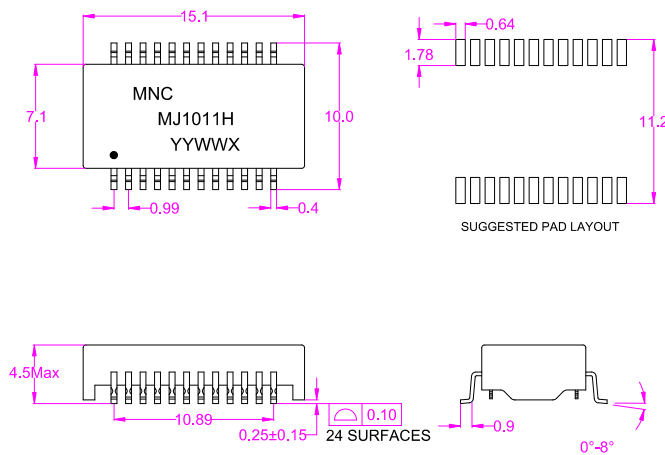 15.1
0.64
1.78
MNC
MJ1011H
YYWWX
7.1
10.0
11.2
0.99
0.4
SUGGESTED PAD LAYOUT
4.5Max
10.89
0.25±0.15
0.10
24 SURFACES
0.9
0°-8°